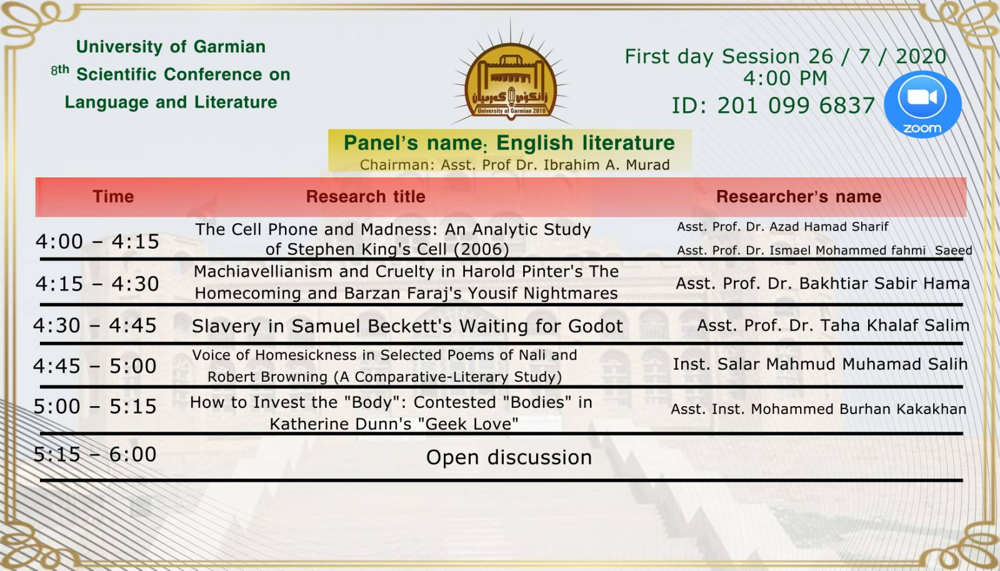 University of Garmian
8th Scientific Conference on
Language and Literature
زانكۆی گەرمیان
University of Garmian 2010
First day Session 26 / 7 / 2020
4:00 PM
ID: 201 099 6837
zoom
Panel's name: English literature
Chairman: Asst. Prof Dr. Ibrahim A. Murad
Time Research title Researcher's name
4:00 – 4:15
The Cell Phone and Madness: An Analytic Study
of Stephen King's Cell (2006)
Asst. Prof. Dr. Azad Hamad Sharif
Asst. Prof. Dr. Ismael Mohammed fahmi Saeed
4:15 – 4:30
Machiavellianism and Cruelty in Harold Pinter's The
Homecoming and Barzan Faraj's Yousif Nightmares
Asst. Prof. Dr. Bakhtiar Sabir Hama
4:30 – 4:45
Slavery in Samuel Beckett's Waiting for Godot
Asst. Prof. Dr. Taha Khalaf Salim
4:45 – 5:00
Voice of Homesickness in Selected Poems of Nali and
Robert Browning (A Comparative-Literary Study)
Inst. Salar Mahmud Muhamad Salih
5:00 – 5:15
How to Invest the "Body": Contested "Bodies" in
Katherine Dunn's "Geek Love"
Asst. Inst. Mohammed Burhan Kakakhan
5:15 – 6:00
Open discussion